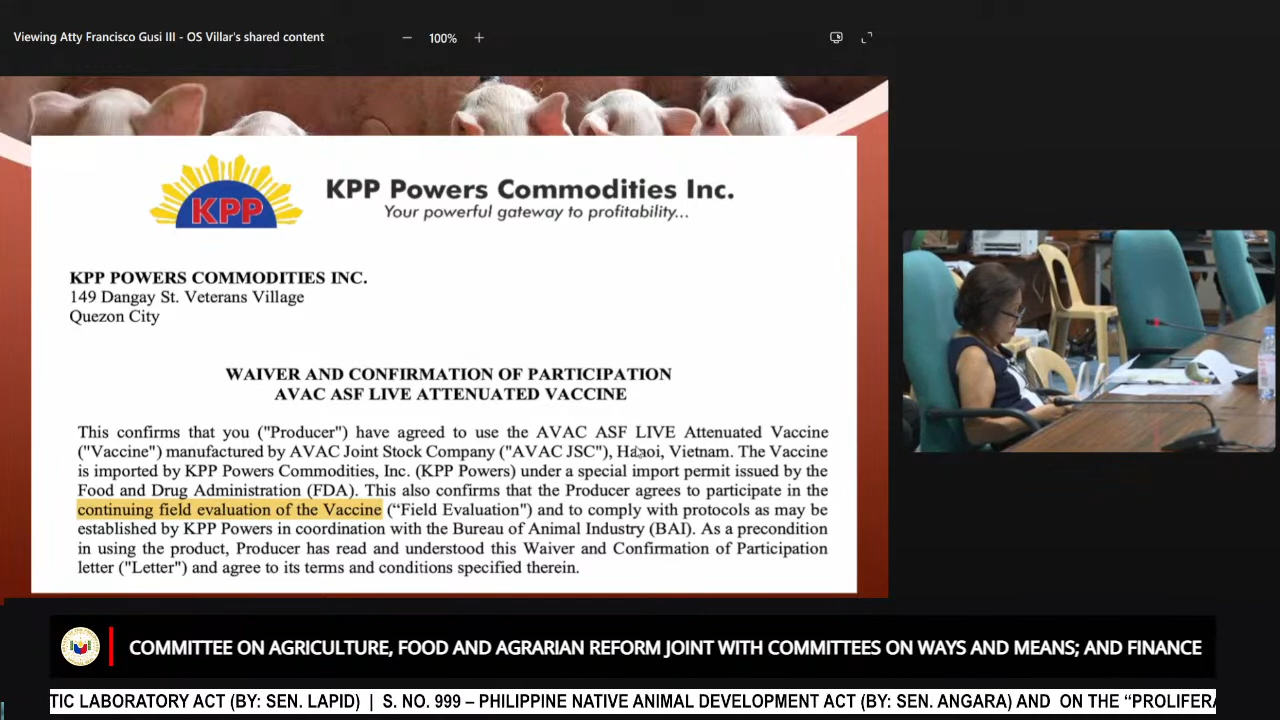 Viewing Atty Francisco Gusi III - OS Villar's shared content
100%
KPP
KPP Powers Commodities Inc.
Your powerful gateway to profitability...
KPP POWERS COMMODITIES INC.
149 Dangay St. Veterans Village
Quezon City
WAIVER AND CONFIRMATION OF PARTICIPATION
AVAC ASF LIVE ATTENUATED VACCINE
This confirms that you ("Producer") have agreed to use the AVAC ASF LIVE Attenuated Vaccine
("Vaccine") manufactured by AVAC Joint Stock Company ("AVAC JSC"), Hanoi, Vietnam. The Vaccine
is imported by KPP Powers Commodities, Inc. (KPP Powers) under a special import permit issued by the
Food and Drug Administration (FDA). This also confirms that the Producer agrees to participate in the
continuing field evaluation of the Vaccine (“Field Evaluation") and to comply with protocols as may be
established by KPP Powers in coordination with the Bureau of Animal Industry (BAI). As a precondition
in using the product, Producer has read and understood this Waiver and Confirmation of Participation
letter ("Letter") and agree to its terms and conditions specified therein.
COMMITTEE ON AGRICULTURE, FOOD AND AGRARIAN REFORM JOINT WITH COMMITTEES ON WAYS AND MEANS; AND FINANCE
TIC LABORATORY ACT (BY: SEN. LAPID) | S. NO. 999 – PHILIPPINE NATIVE ANIMAL DEVELOPMENT ACT (BY: SEN. ANGARA) AND ON THE “PROLIFERA